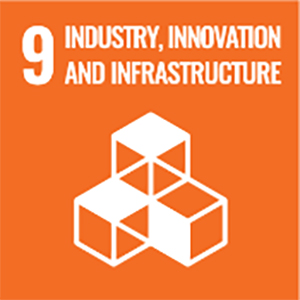 9 INDUSTRY, INNOVATION
AND INFRASTRUCTURE